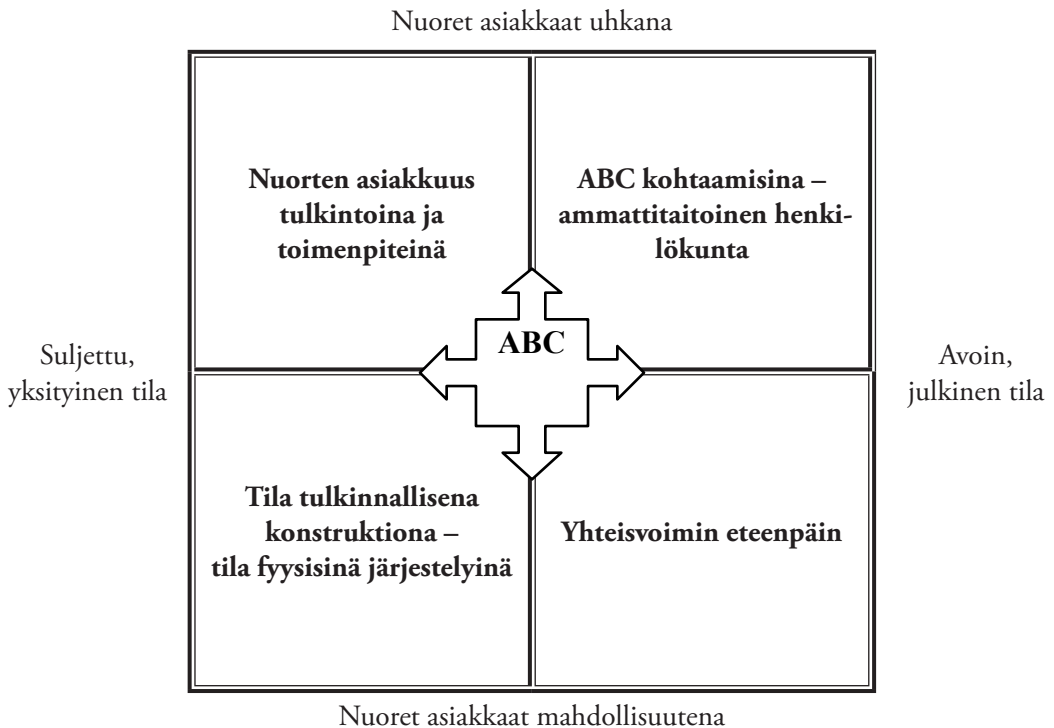 Nuoret asiakkaat uhkana
Nuorten asiakkuus
tulkintoina ja
toimenpiteinä
ABC kohtaamisina –
ammattitaitoinen henki-
lökunta
ABC
Suljettu,
yksityinen tila
Avoin,
julkinen tila
Tila tulkinnallisena
konstruktiona –
tila fyysisinä järjestelyinä
Yhteisvoimin eteenpäin
Nuoret asiakkaat mahdollisuutena